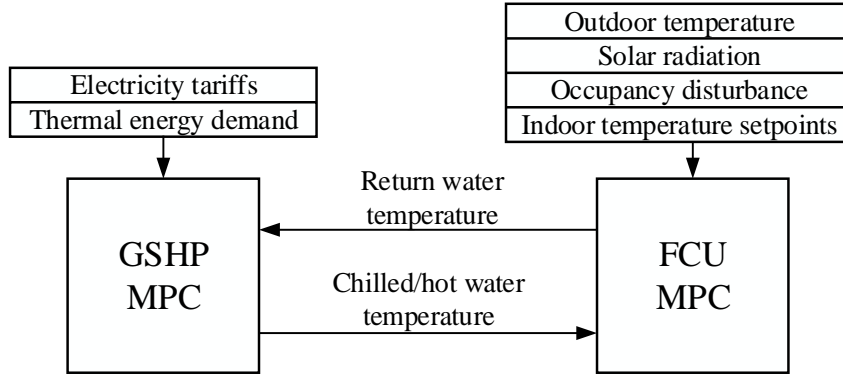 Outdoor temperature
Solar radiation
Occupancy disturbance
Indoor temperature setpoints
Electricity tariffs
Thermal energy demand
Return water
temperature
GSHP
MPC
FCU
MPC
Chilled/hot water
temperature